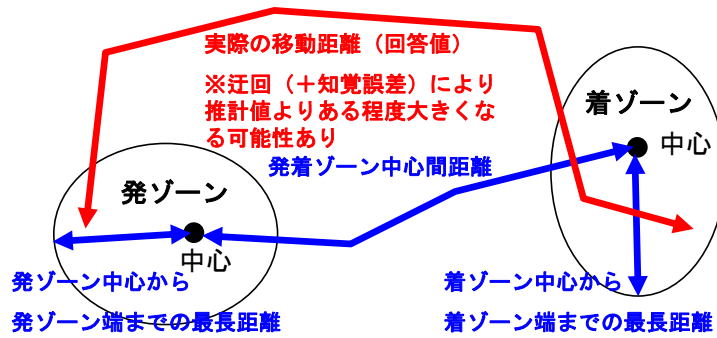 実際の移動距離（回答値）
※迂回（＋知覚誤差）により
推計値よりある程度大きくな
る可能性あり
着ゾーン
中心
発着ゾーン中心間距離
発ゾーン
中心
発ゾーン中心から
発ゾーン端までの最長距離
着ゾーン中心から
着ゾーン端までの最長距離